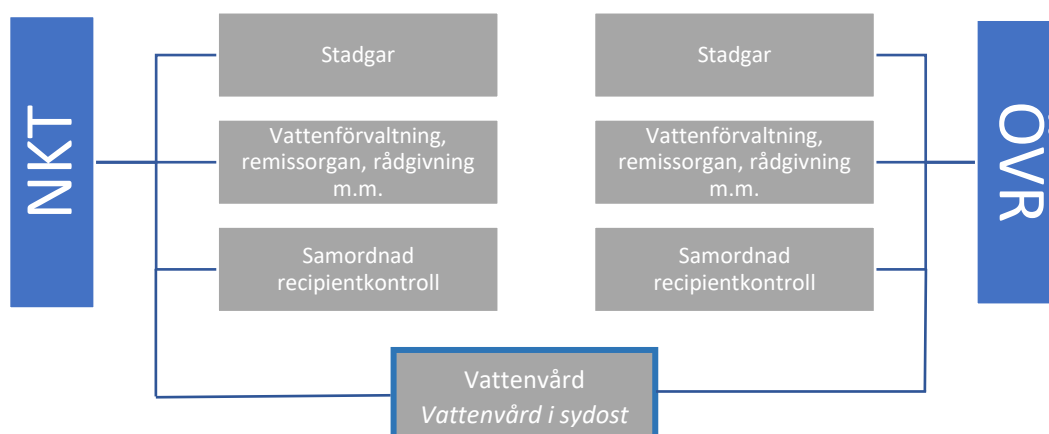 NKT
Stadgar
Vattenförvaltning,
remissorgan, rådgivning
m.m.
Samordnad
recipientkontroll
Stadgar
Vattenförvaltning,
remissorgan, rådgivning
m.m.
Samordnad
recipientkontroll
ÖVR
Vattenvård
Vattenvård i sydost